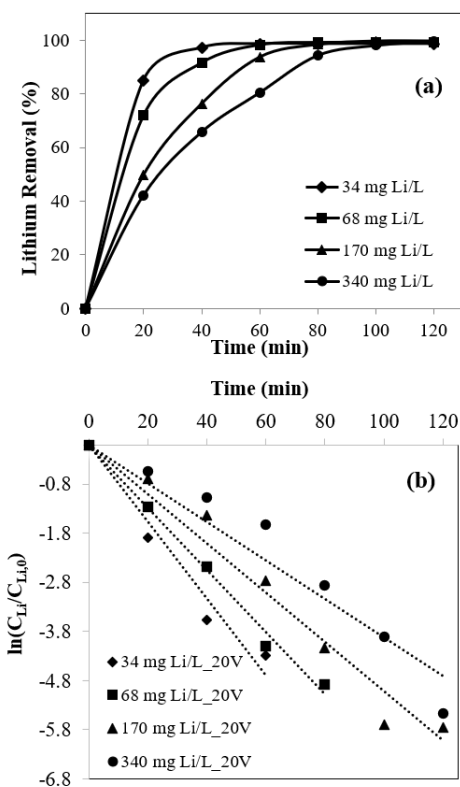 100
80
60
40
20
0
Lithium Removal (%)
(a)
34 mg Li/L
68 mg Li/L
170 mg Li/L
340 mg Li/L
0 20 40 60 80 100 120
Time (min)
Time (min)
0 20 40 60 80 100 120
-0.8
-1.8
-2.8
-3.8
-4.8
-5.8
-6.8
ln(C_Li/C_Li,0)
(b)
34 mg Li/L_20V
68 mg Li/L_20V
170 mg Li/L_20V
340 mg Li/L_20V